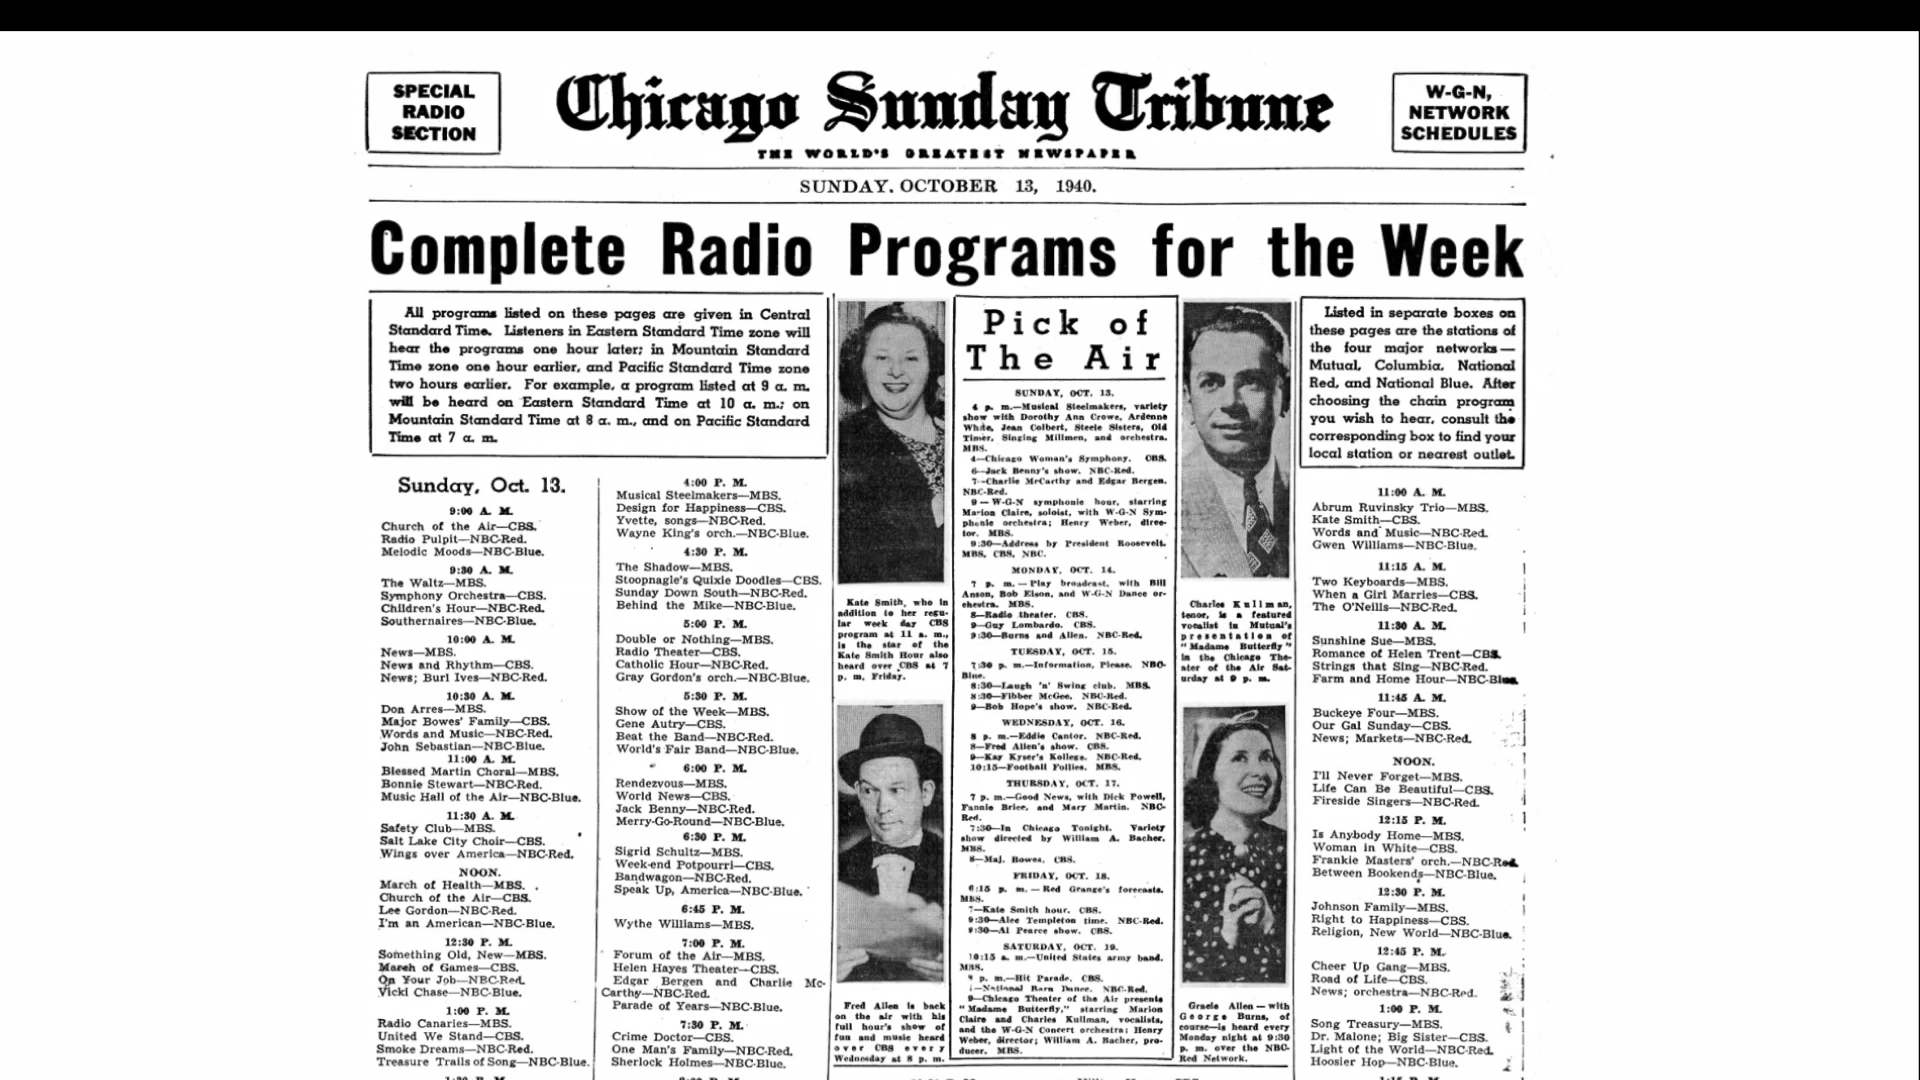 SPECIAL
RADIO
SECTION
Chicago Sunday Tribune
THE WORLD'S GREATEST NEWSPAPER
W-G-N,
NETWORK
SCHEDULES
SUNDAY, OCTOBER 13, 1940.
Complete Radio Programs for the Week
All programs listed on these pages are given in Central
Standard Time. Listeners in Eastern Standard Time zone will
hear the programs one hour later; in Mountain Standard
Time zone one hour earlier, and Pacific Standard Time zone
two hours earlier. For example, a program listed at 9 a. m.
will be heard on Eastern Standard Time at 10 a. m.; on
Mountain Standard Time at 8 a. m., and on Pacific Standard
Time at 7 a. m.
Sunday, Oct. 13.
9:00 A. M.
Church of the Air—CBS.
Radio Pulpit—NBC-Red.
Melodic Moods—NBC-Blue.
9:30 A. M.
The Waltz—MBS.
Symphony Orchestra—CBS.
Children's Hour—NBC-Red.
Southernaires—NBC-Blue.
10:00 A. M.
News—MBS.
News and Rhythm—CBS.
News; Burl Ives—NBC-Red.
10:30 A. M.
Don Arres—MBS.
Major Bowes' Family—CBS.
Words and Music—NBC-Red.
John Sebastian—NBC-Blue.
11:00 A. M.
Blessed Martin Choral—MBS.
Bonnie Stewart—NBC-Red.
Music Hall of the Air—NBC-Blue.
11:30 A. M.
Safety Club—MBS.
Salt Lake City Choir—CBS.
Wings over America—NBC-Red.
NOON.
March of Health—MBS.
Church of the Air—CBS.
Lee Gordon—NBC-Red.
I'm an American—NBC-Blue.
12:30 P. M.
Something Old, New—MBS.
March of Games—CBS.
On Your Job—NBC-Red.
Vicki Chase—NBC-Blue.
1:00 P. M.
Radio Canaries—MBS.
United We Stand—CBS.
Smoke Dreams—NBC-Red.
Treasure Trails of Song—NBC-Blue.
4:00 P. M.
Musical Steelmakers—MBS.
Design for Happiness—CBS.
Yvette, songs—NBC-Red.
Wayne King's orch.—NBC-Blue.
4:30 P. M.
The Shadow—MBS.
Stoopnagle's Quixie Doodles—CBS.
Sunday Down South—NBC-Red.
Behind the Mike—NBC-Blue.
5:00 P. M.
Double or Nothing—MBS.
Radio Theater—CBS.
Catholic Hour—NBC-Red.
Gray Gordon's orch.—NBC-Blue.
5:30 P. M.
Show of the Week—MBS.
Gene Autry—CBS.
Beat the Band—NBC-Red.
World's Fair Band—NBC-Blue.
6:00 P. M.
Rendezvous—MBS.
World News—CBS.
Jack Benny—NBC-Red.
Merry-Go-Round—NBC-Blue.
6:30 P. M.
Sigrid Schultz—MBS.
Week-end Potpourri—CBS.
Bandwagon—NBC-Red.
Speak Up, America—NBC-Blue.
6:45 P. M.
Wythe Williams—MBS.
7:00 P. M.
Forum of the Air—MBS.
Helen Hayes Theater—CBS.
Edgar Bergen and Charlie Mc-
Carthy—NBC-Red.
Parade of Years—NBC-Blue.
7:30 P. M.
Crime Doctor—CBS.
One Man's Family—NBC-Red.
Sherlock Holmes—NBC-Blue.
Kate Smith, who in
addition to her regu-
lar week day CBS
program at 11 a. m.,
is the star of the
Kate Smith Hour also
heard over CBS at 7
p. m. Friday.
Fred Allen is back
on the air with his
full hour's show of
fun and music heard
over CBS every
Wednesday at 8 p. m.
Pick of
The Air
SUNDAY, OCT. 13.
4 p. m.—Musical Steelmakers, variety
show with Dorothy Ann Crowe, Ardenne
White, Jean Colbert, Steele Sisters, Old
Timer, Singing Millmen, and orchestra.
MBS.
4—Chicago Woman's Symphony. CBS.
6—Jack Benny's show. NBC-Red.
7—Charlie McCarthy and Edgar Bergen.
NBC-Red.
9—W-G-N symphonic hour, starring
Marion Claire, soloist, with W-G-N Sym-
phonic orchestra; Henry Weber, direc-
tor. MBS.
9:30—Address by President Roosevelt.
MBS, CBS, NBC.
MONDAY, OCT. 14.
7 p. m.—Play broadcast, with Bill
Anson, Bob Elson, and W-G-N Dance or-
chestra. MBS.
8—Radio theater. CBS.
9—Guy Lombardo. CBS.
9:30—Burns and Allen. NBC-Red.
TUESDAY, OCT. 15.
7:30 p. m.—Information, Please. NBC-
Blue.
8:30—Laugh 'n' Swing club. MBS.
8:30—Fibber McGee. NBC-Red.
9—Bob Hope's show. NBC-Red.
WEDNESDAY, OCT. 16.
8 p. m.—Eddie Cantor. NBC-Red.
8—Fred Allen's show. CBS.
9—Kay Kyser's Kollege. NBC-Red.
10:15—Football Follies. MBS.
THURSDAY, OCT. 17.
7 p. m.—Good News, with Dick Powell,
Fannie Brice, and Mary Martin. NBC-
Red.
7:30—In Chicago Tonight. Variety
show directed by William A. Bacher.
MBS.
8—Maj. Bowes. CBS.
FRIDAY, OCT. 18.
6:15 p. m.—Red Grange's forecasts.
MBS.
7—Kate Smith hour. CBS.
9:30—Alec Templeton time. NBC-Red.
9:30—Al Pearce show. CBS.
SATURDAY, OCT. 19.
10:15 a. m.—United States army band.
MBS.
p. m.—Hit Parade. CBS.
National Barn Dance. NBC-Red.
9—Chicago Theater of the Air presents
"Madame Butterfly," starring Marion
Claire and Charles Kullman, vocalists,
and the W-G-N Concert orchestra; Henry
Weber, director; William A. Bacher, pro-
ducer. MBS.
Charles Kullman,
tenor, is a featured
vocalist in Mutual's
presentation of
"Madame Butterfly"
in the Chicago The-
ater of the Air Sat-
urday at 9 p. m.
Gracie Allen—with
George Burns, of
course—is heard every
Monday night at 9:30
p. m. over the NBC-
Red Network.
Listed in separate boxes on
these pages are the stations of
the four major networks—
Mutual, Columbia, National
Red, and National Blue. After
choosing the chain program
you wish to hear, consult the
corresponding box to find your
local station or nearest outlet.
11:00 A. M.
Abrum Ruvinsky Trio—MBS.
Kate Smith—CBS.
Words and Music—NBC-Red.
Gwen Williams—NBC-Blue.
11:15 A. M.
Two Keyboards—MBS.
When a Girl Marries—CBS.
The O'Neills—NBC-Red.
11:30 A. M.
Sunshine Sue—MBS.
Romance of Helen Trent—CBS.
Strings that Sing—NBC-Red.
Farm and Home Hour—NBC-Blue.
11:45 A. M.
Buckeye Four—MBS.
Our Gal Sunday—CBS.
News; Markets—NBC-Red.
NOON.
I'll Never Forget—MBS.
Life Can Be Beautiful—CBS.
Fireside Singers—NBC-Red.
12:15 P. M.
Is Anybody Home—MBS.
Woman in White—CBS.
Frankie Masters' orch.—NBC-Red.
Between Bookends—NBC-Blue.
12:30 P. M.
Johnson Family—MBS.
Right to Happiness—CBS.
Religion, New World—NBC-Blue.
12:45 P. M.
Cheer Up Gang—MBS.
Road of Life—CBS.
News; orchestra—NBC-Red.
1:00 P. M.
Song Treasury—MBS.
Dr. Malone; Big Sister—CBS.
Light of the World—NBC-Red.
Hoosier Hop—NBC-Blue.